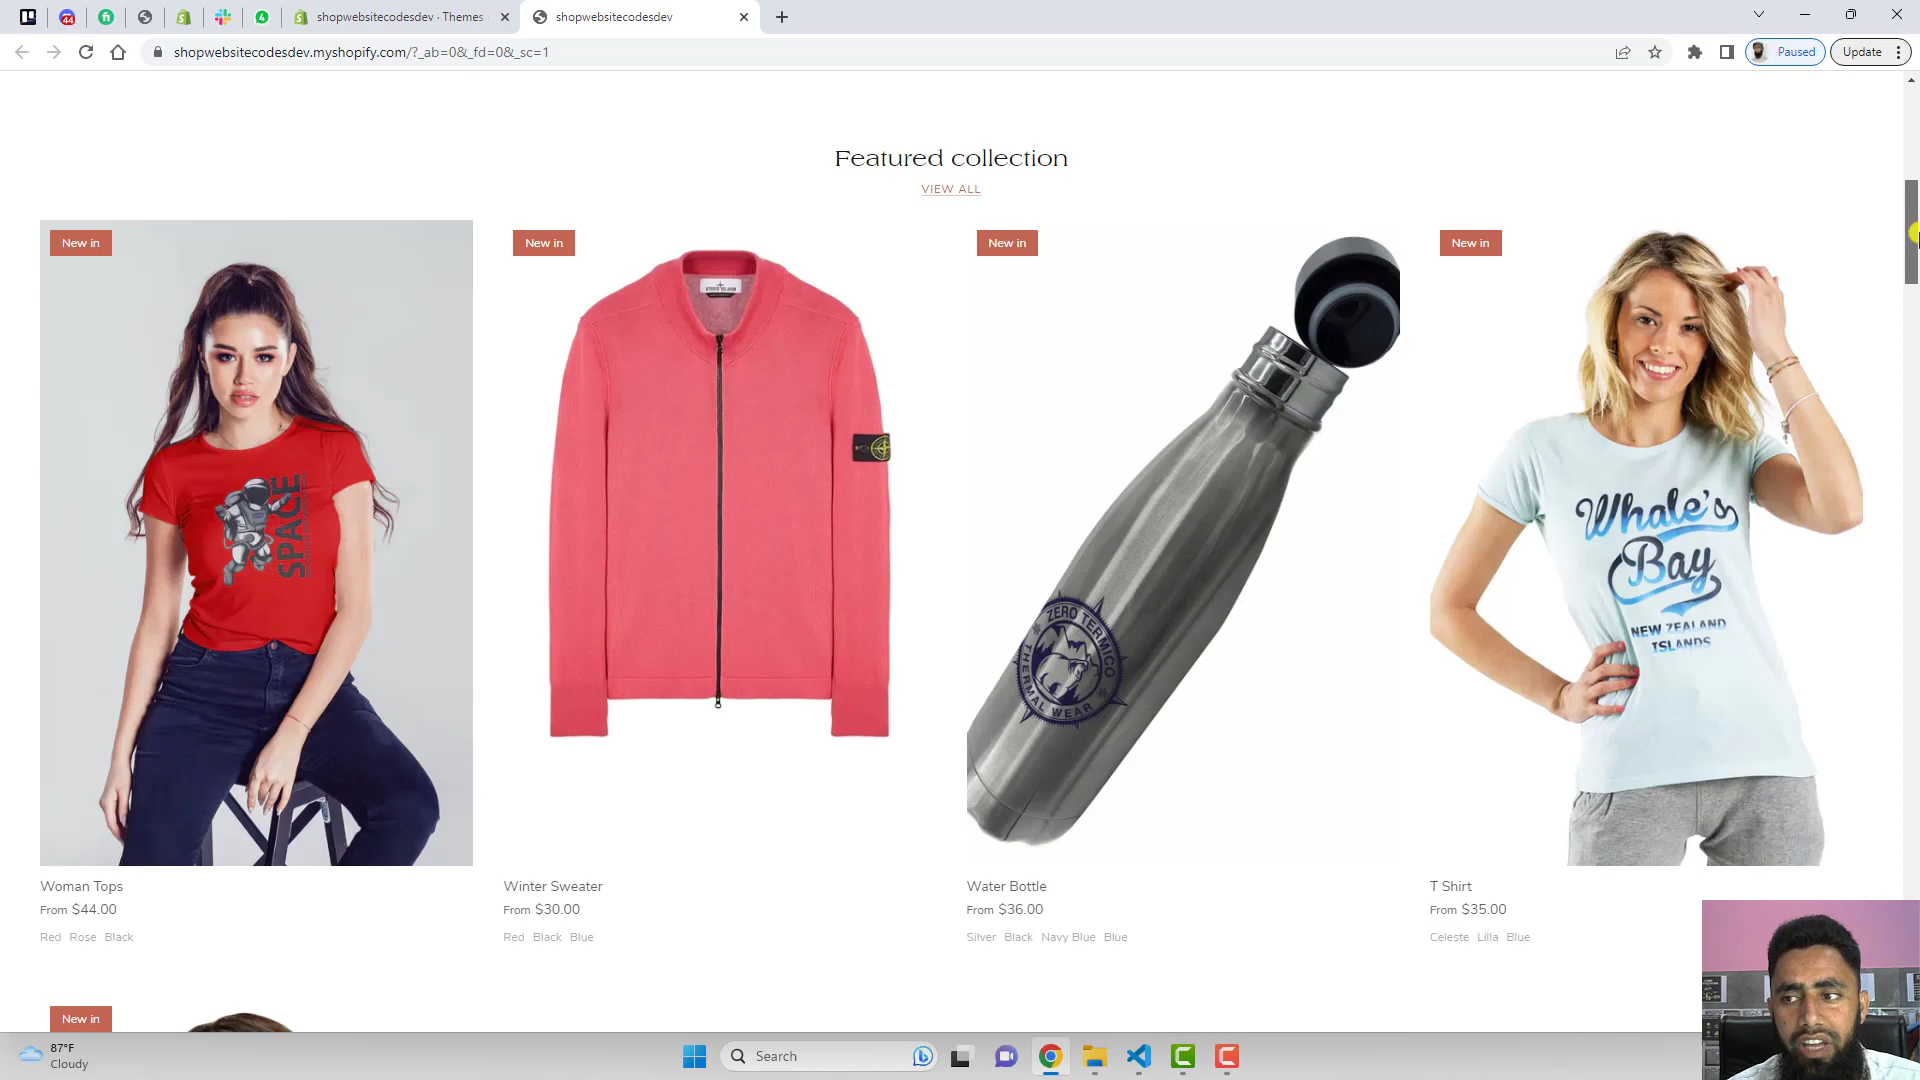 44
4
shopwebsitecodesdev · Themes
shopwebsitecodesdev
shopwebsitecodesdev.myshopify.com/?_ab=0&_fd=0&_sc=1
Paused
Update
Featured collection
VIEW ALL
New in
New in
New in
New in
SPACE
ZERO TERMICO
THERMAL WEAR
Whale's
Bay
NEW ZEALAND
ISLANDS
Woman Tops
Winter Sweater
Water Bottle
T Shirt
From $44.00
From $30.00
From $36.00
From $35.00
Red Rose Black
Red Black Blue
Silver Black Navy Blue Blue
Celeste Lilla Blue
New in
87°F
Cloudy
Search